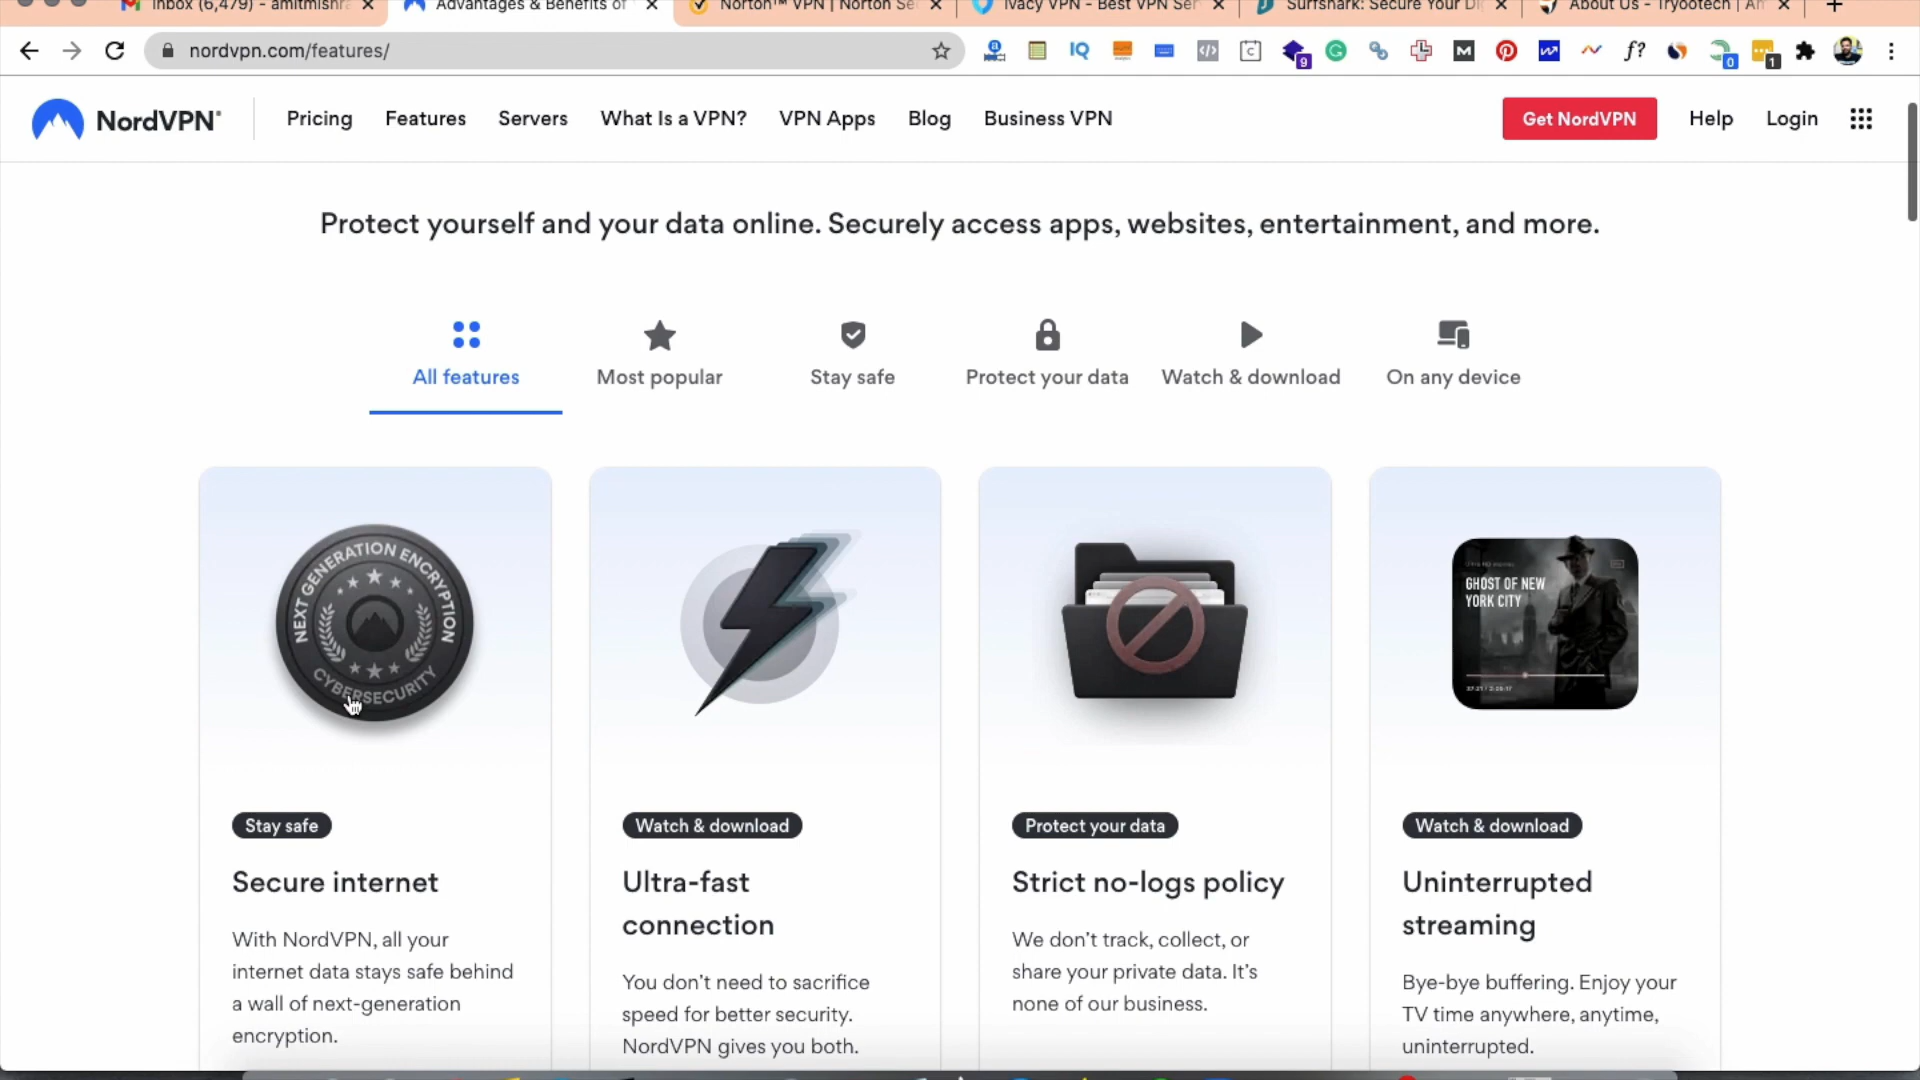 Inbox (6,479) - amitmishra
Advantages & Benefits of
Norton™ VPN | Norton Se
Ivacy VPN - Best VPN Ser
Surfshark: Secure Your Di
About Us - Tryootech | Am
nordvpn.com/features/
9
0
1
NordVPN®
Pricing
Features
Servers
What Is a VPN?
VPN Apps
Blog
Business VPN
Get NordVPN
Help
Login
Protect yourself and your data online. Securely access apps, websites, entertainment, and more.
All features
Most popular
Stay safe
Protect your data
Watch & download
On any device
NEXT GENERATION ENCRYPTION
CYBERSECURITY
GHOST OF NEW
YORK CITY
Stay safe
Secure internet
With NordVPN, all your
internet data stays safe behind
a wall of next-generation
encryption.
Watch & download
Ultra-fast
connection
You don’t need to sacrifice
speed for better security.
NordVPN gives you both.
Protect your data
Strict no-logs policy
We don’t track, collect, or
share your private data. It’s
none of our business.
Watch & download
Uninterrupted
streaming
Bye-bye buffering. Enjoy your
TV time anywhere, anytime,
uninterrupted.